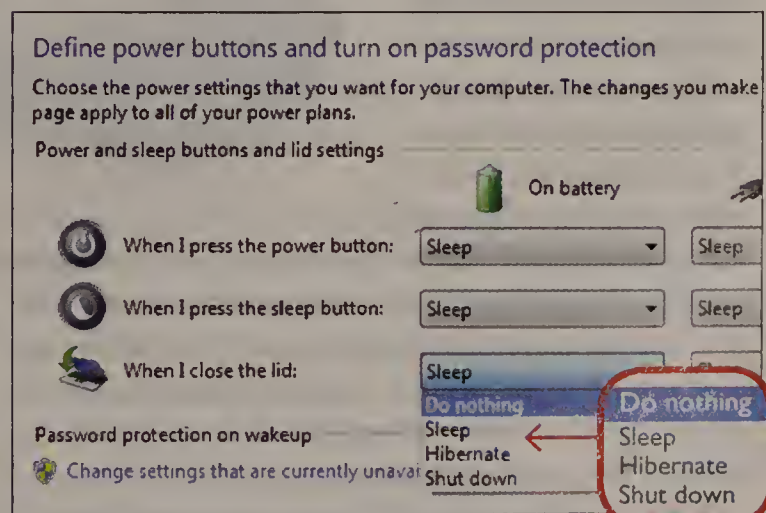 Define power buttons and turn on password protection
Choose the power settings that you want for your computer. The changes you make
page apply to all of your power plans.
Power and sleep buttons and lid settings
On battery
When I press the power button: Sleep Sleep
When I press the sleep button: Sleep Sleep
When I close the lid: Sleep
Do nothing Do nothing
Sleep Sleep
Hibernate Hibernate
Shut down Shut down
Password protection on wakeup
Change settings that are currently unavai